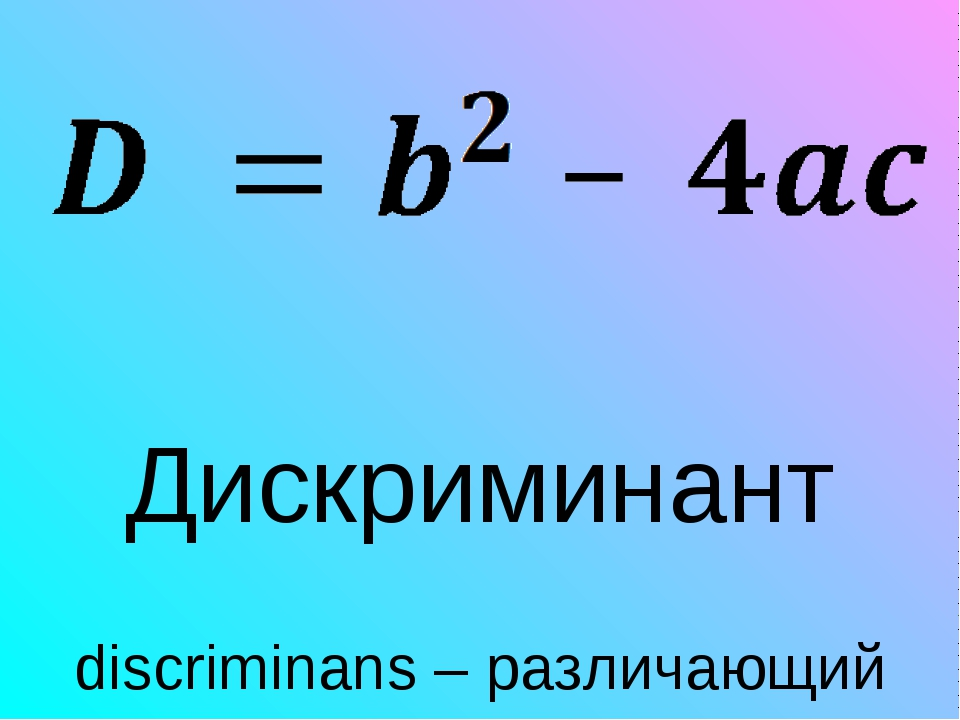 D = b² – 4ac
Дискриминант
discriminans – различающий